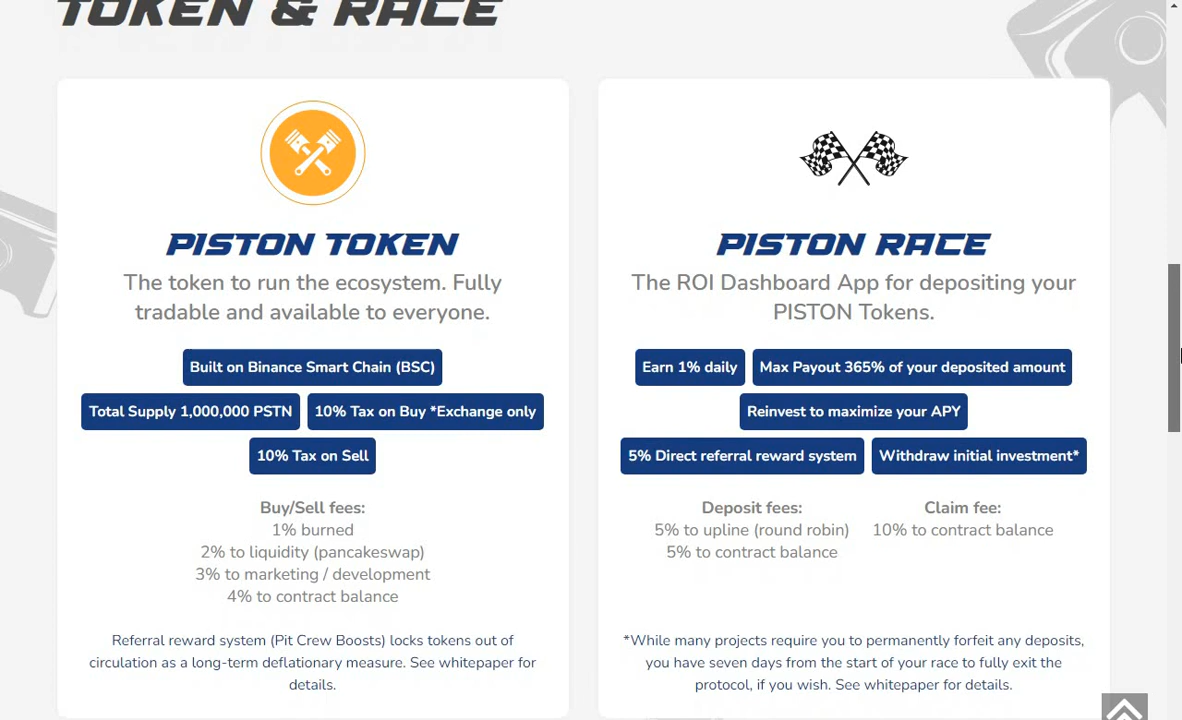 TOKEN & RACE
PISTON TOKEN
The token to run the ecosystem. Fully
tradable and available to everyone.
Built on Binance Smart Chain (BSC)
Total Supply 1,000,000 PSTN
10% Tax on Buy *Exchange only
10% Tax on Sell
Buy/Sell fees:
1% burned
2% to liquidity (pancakeswap)
3% to marketing / development
4% to contract balance
Referral reward system (Pit Crew Boosts) locks tokens out of
circulation as a long-term deflationary measure. See whitepaper for
details.
PISTON RACE
The ROI Dashboard App for depositing your
PISTON Tokens.
Earn 1% daily
Max Payout 365% of your deposited amount
Reinvest to maximize your APY
5% Direct referral reward system
Withdraw initial investment*
Deposit fees:
5% to upline (round robin)
5% to contract balance
Claim fee:
10% to contract balance
*While many projects require you to permanently forfeit any deposits,
you have seven days from the start of your race to fully exit the
protocol, if you wish. See whitepaper for details.